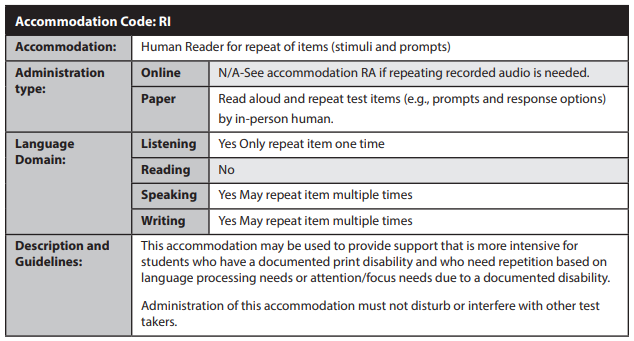 Accommodation Code: RI
Accommodation: Human Reader for repeat of items (stimuli and prompts)
Administration type: Online N/A-See accommodation RA if repeating recorded audio is needed.
Paper Read aloud and repeat test items (e.g., prompts and response options)
by in-person human.
Language Domain: Listening Yes Only repeat item one time
Reading No
Speaking Yes May repeat item multiple times
Writing Yes May repeat item multiple times
Description and Guidelines: This accommodation may be used to provide support that is more intensive for
students who have a documented print disability and who need repetition based on
language processing needs or attention/focus needs due to a documented disability.
Administration of this accommodation must not disturb or interfere with other test
takers.